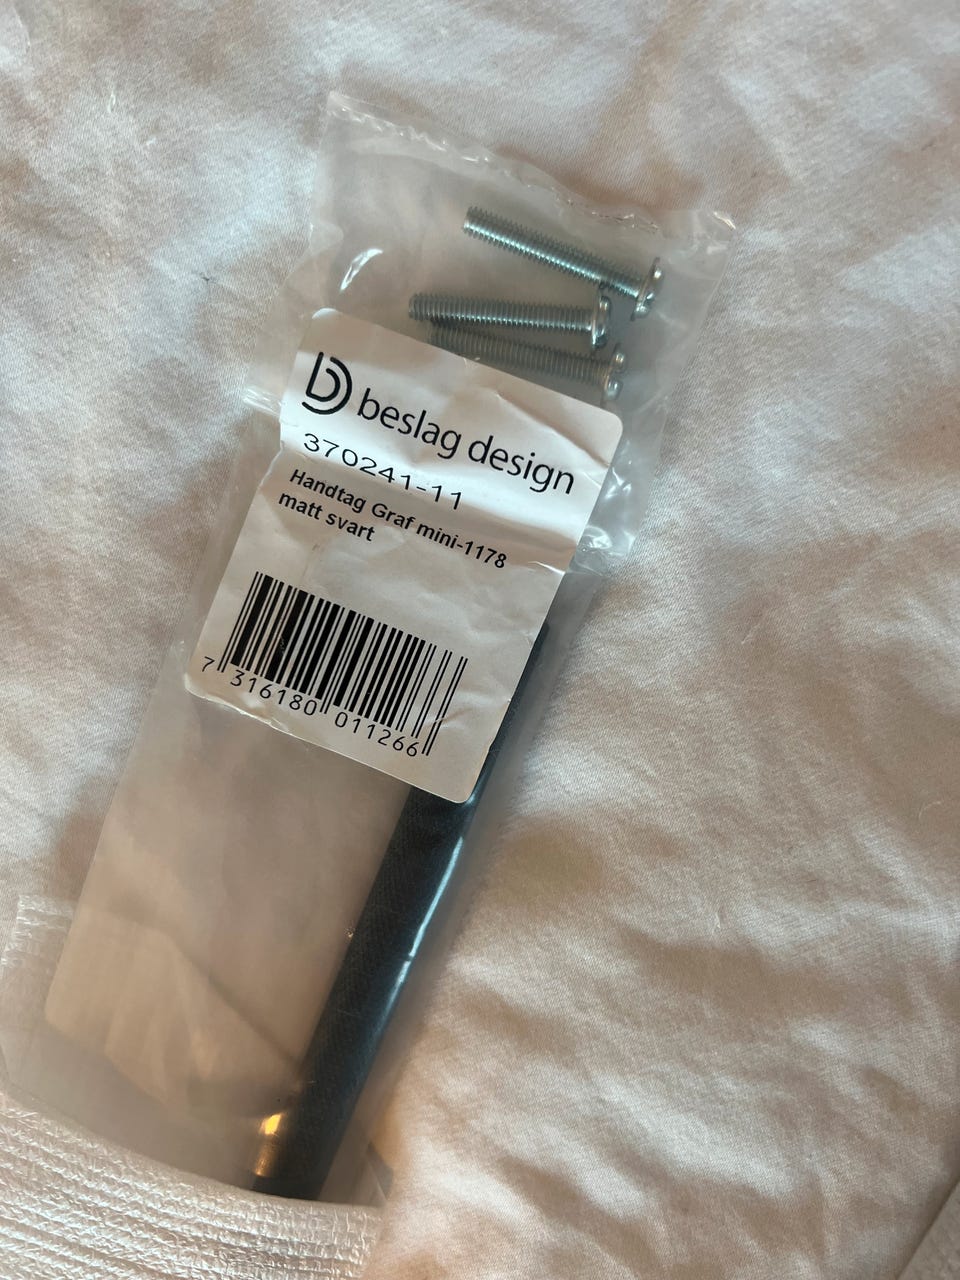 beslag design
370241-11
Handtag Graf mini-1178
matt svart
7 316180 011266